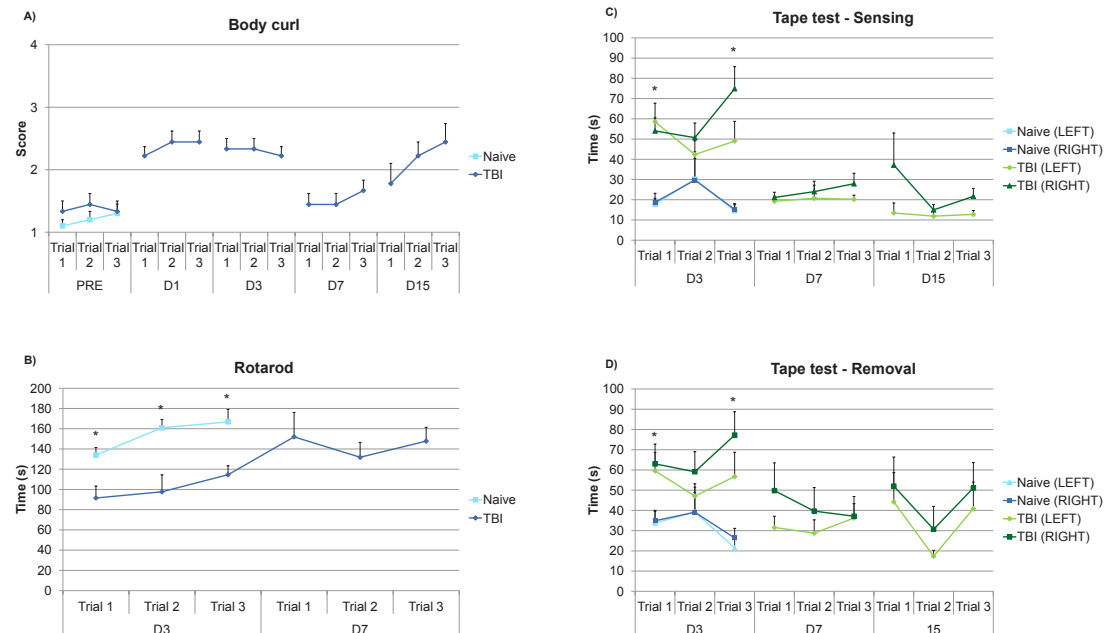 A)
Body curl
4
3
2
1
Score
Trial 1 Trial 2 Trial 3 Trial 1 Trial 2 Trial 3 Trial 1 Trial 2 Trial 3 Trial 1 Trial 2 Trial 3 Trial 1 Trial 2 Trial 3
PRE D1 D3 D7 D15
Naive
TBI
B)
Rotarod
200
180
160
140
120
100
80
60
40
20
0
Time (s)
* * *
Trial 1 Trial 2 Trial 3 Trial 1 Trial 2 Trial 3
D3 D7
Naive
TBI
C)
Tape test - Sensing
100
90
80
70
60
50
40
30
20
10
0
Time (s)
* *
Trial 1 Trial 2 Trial 3 Trial 1 Trial 2 Trial 3 Trial 1 Trial 2 Trial 3
D3 D7 D15
Naive (LEFT)
Naive (RIGHT)
TBI (LEFT)
TBI (RIGHT)
D)
Tape test - Removal
100
90
80
70
60
50
40
30
20
10
0
Time (s)
* *
Trial 1 Trial 2 Trial 3 Trial 1 Trial 2 Trial 3 Trial 1 Trial 2 Trial 3
D3 D7 15
Naive (LEFT)
Naive (RIGHT)
TBI (LEFT)
TBI (RIGHT)